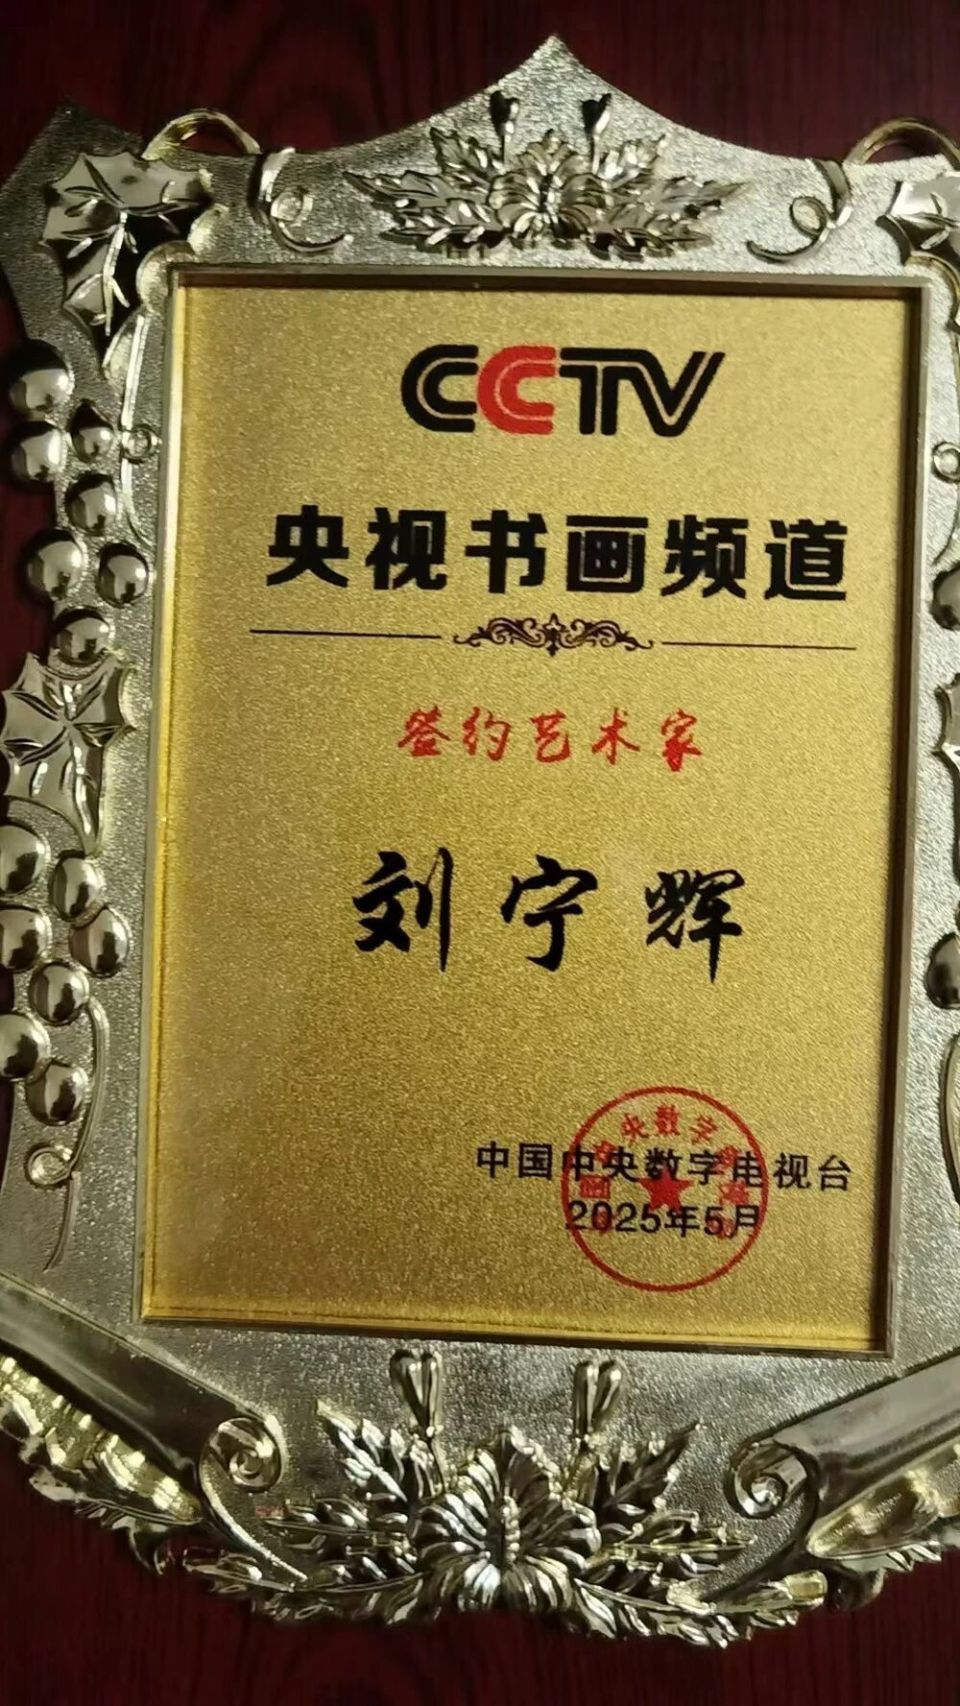 CCTV
央视书画频道
签约艺术家
刘宁辉
中国中央数字电视台
2025年5月